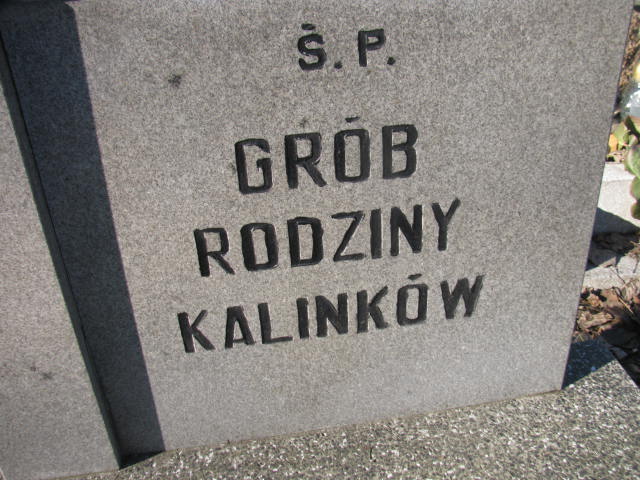 Ś.P.
GRÓB
RODZINY
KALINKÓW